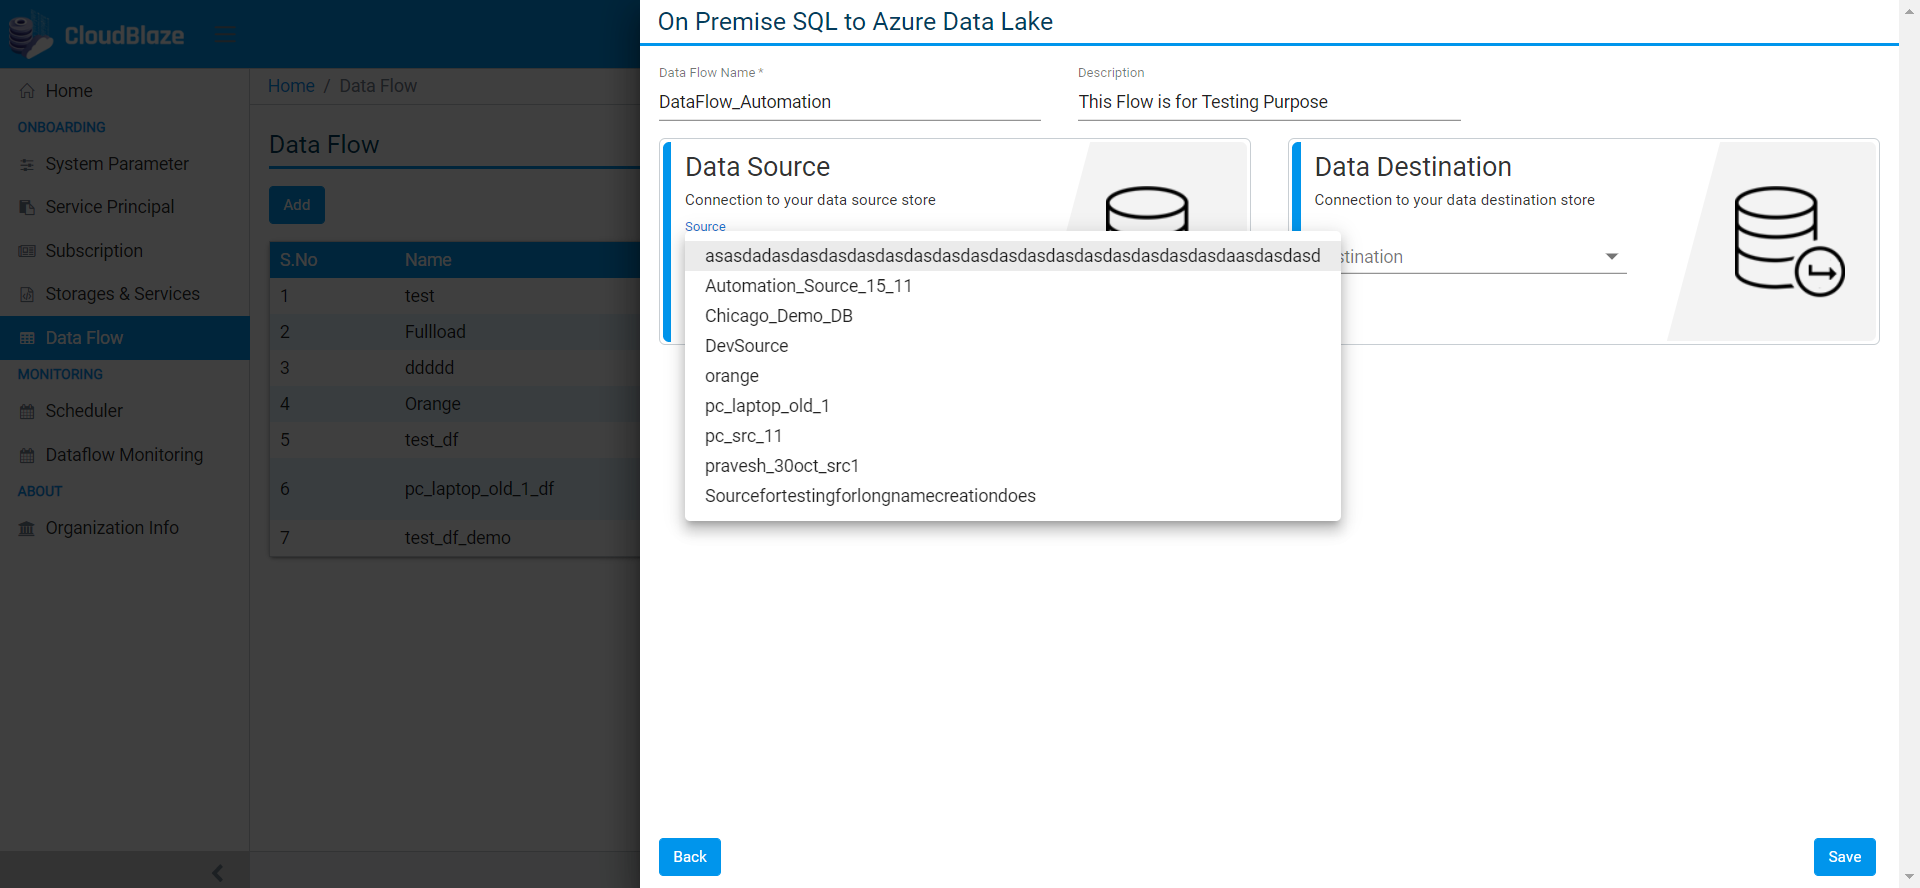 CloudBlaze
Home
ONBOARDING
System Parameter
Service Principal
Subscription
Storages & Services
Data Flow
MONITORING
Scheduler
Dataflow Monitoring
ABOUT
Organization Info
Home / Data Flow
Data Flow
Add
S.No Name
1 test
2 Fullload
3 ddddd
4 Orange
5 test_df
6 pc_laptop_old_1_df
7 test_df_demo
On Premise SQL to Azure Data Lake
Data Flow Name *
DataFlow_Automation
Description
This Flow is for Testing Purpose
Data Source
Connection to your data source store
Source
asasdadasdasdasdasdasdasdasdasdasdasdasdasdasdasdasdasdaasdasdasd
Automation_Source_15_11
Chicago_Demo_DB
DevSource
orange
pc_laptop_old_1
pc_src_11
pravesh_30oct_src1
Sourcefortestingforlongnamecreationdoes
Data Destination
Connection to your data destination store
stination
Back
Save